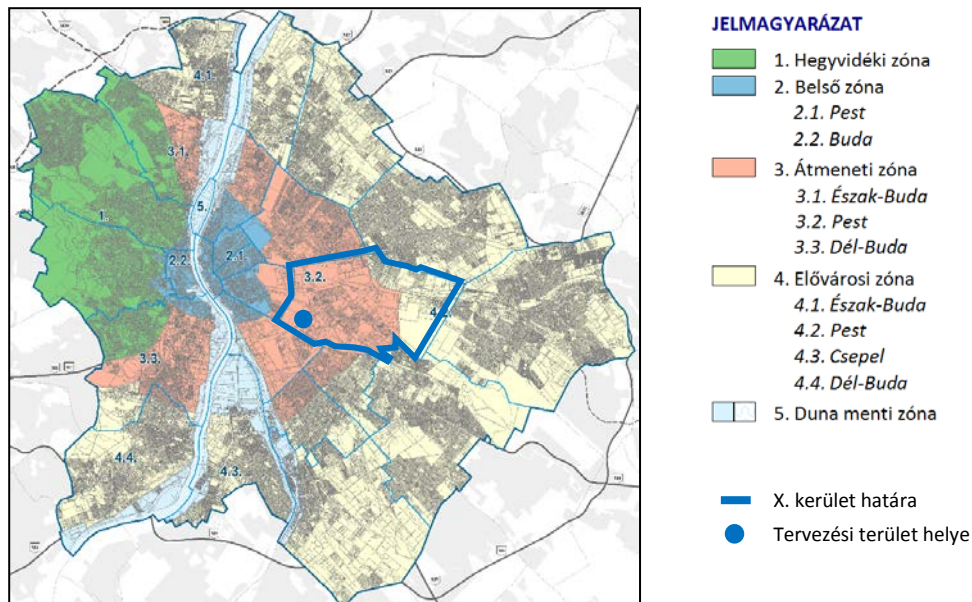 4.1.
3.1.
1.
5.
2.2.
2.1.
3.2.
3.3.
4.4.
4.3.
JELMAGYARÁZAT
1. Hegyvidéki zóna
2. Belső zóna
2.1. Pest
2.2. Buda
3. Átmeneti zóna
3.1. Észak-Buda
3.2. Pest
3.3. Dél-Buda
4. Elővárosi zóna
4.1. Észak-Buda
4.2. Pest
4.3. Csepel
4.4. Dél-Buda
5. Duna menti zóna
X. kerület határa
Tervezési terület helye